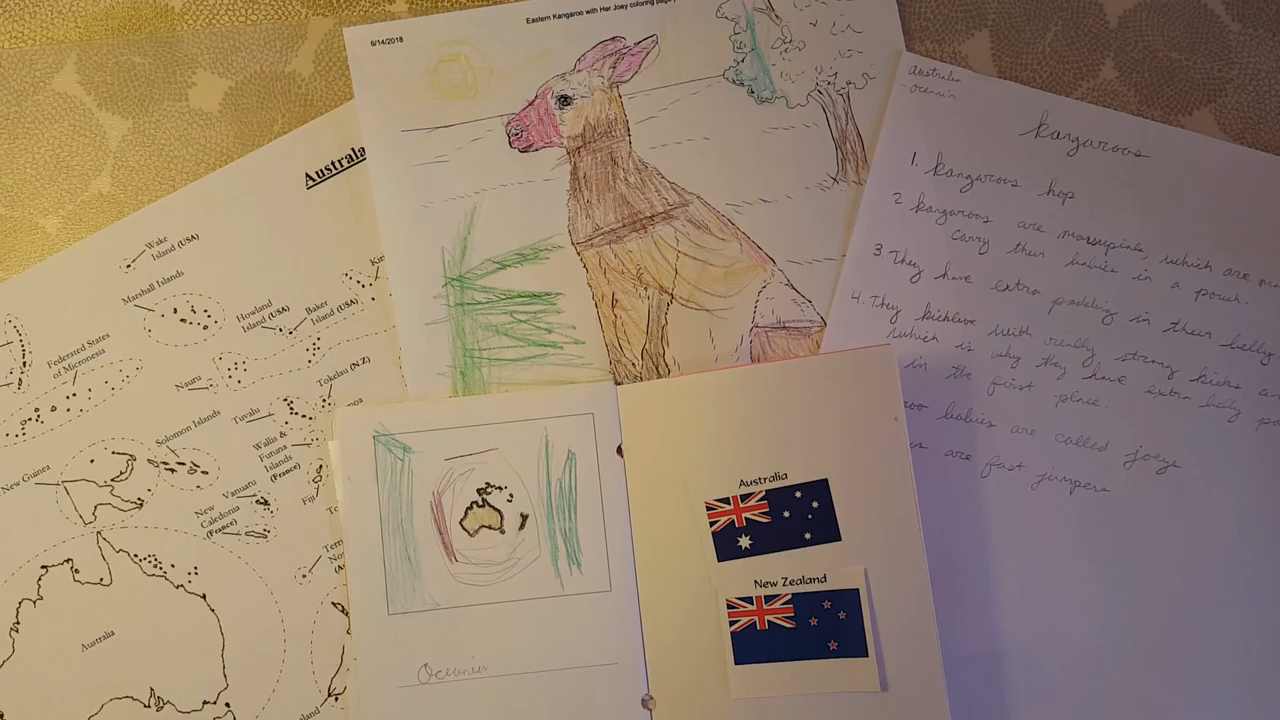 Eastern Kangaroo with Her Joey coloring page
6/14/2018
Australia
-Oceania
kangaroos
1. kangaroos hop
2 kangaroos are marsupials, which are
carry their babies in a pouch.
3. They have extra padding in their belly
4. They kickbox with really strong kicks
which is why they have extra belly
in the first place.
babies are called joeys
are fast jumpers
Australa
Wake
Island (USA)
Marshall Islands
Howland
Island (USA)
Baker
Island (USA)
Federated States
of Micronesia
Nauru
Tokelau (N.Z)
Tuvalu
Solomon Islands
Wallis &
Futuna
Islands
(France)
New Guinea
Vanuatu
New
Caledonia
(France)
Fiji
Australia
Oceania
Australia
New Zealand